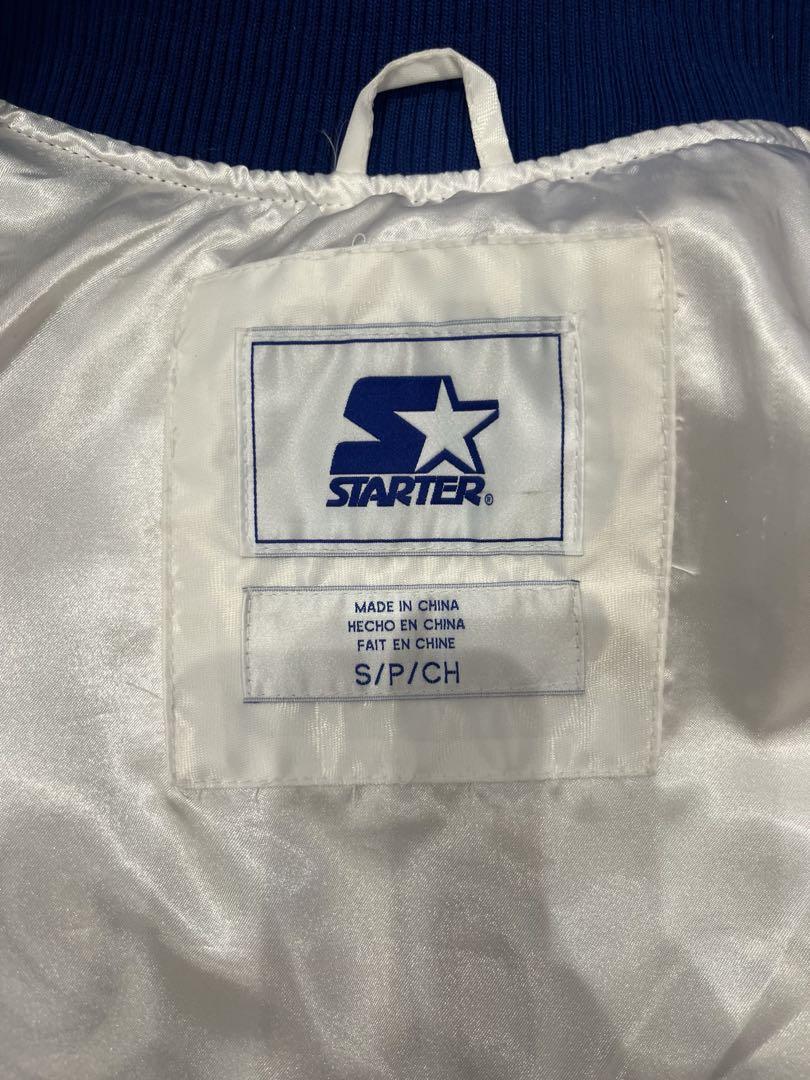 STARTER®
MADE IN CHINA
HECHO EN CHINA
FAIT EN CHINE
S/P/CH